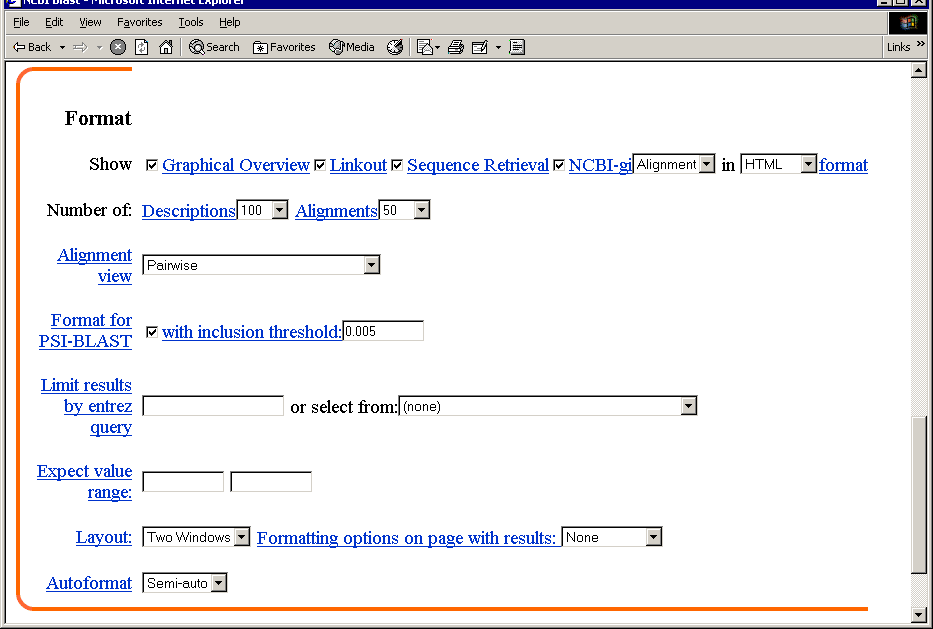 NCBI Blast - Microsoft Internet Explorer
File Edit View Favorites Tools Help
Back Search Favorites Media Links »
Format
Show Graphical Overview Linkout Sequence Retrieval NCBI-gi Alignment in HTML format
Number of: Descriptions 100 Alignments 50
Alignment
view Pairwise
Format for
PSI-BLAST with inclusion threshold: 0.005
Limit results
by entrez or select from: (none)
query
Expect value
range:
Layout: Two Windows Formatting options on page with results: None
Autoformat Semi-auto